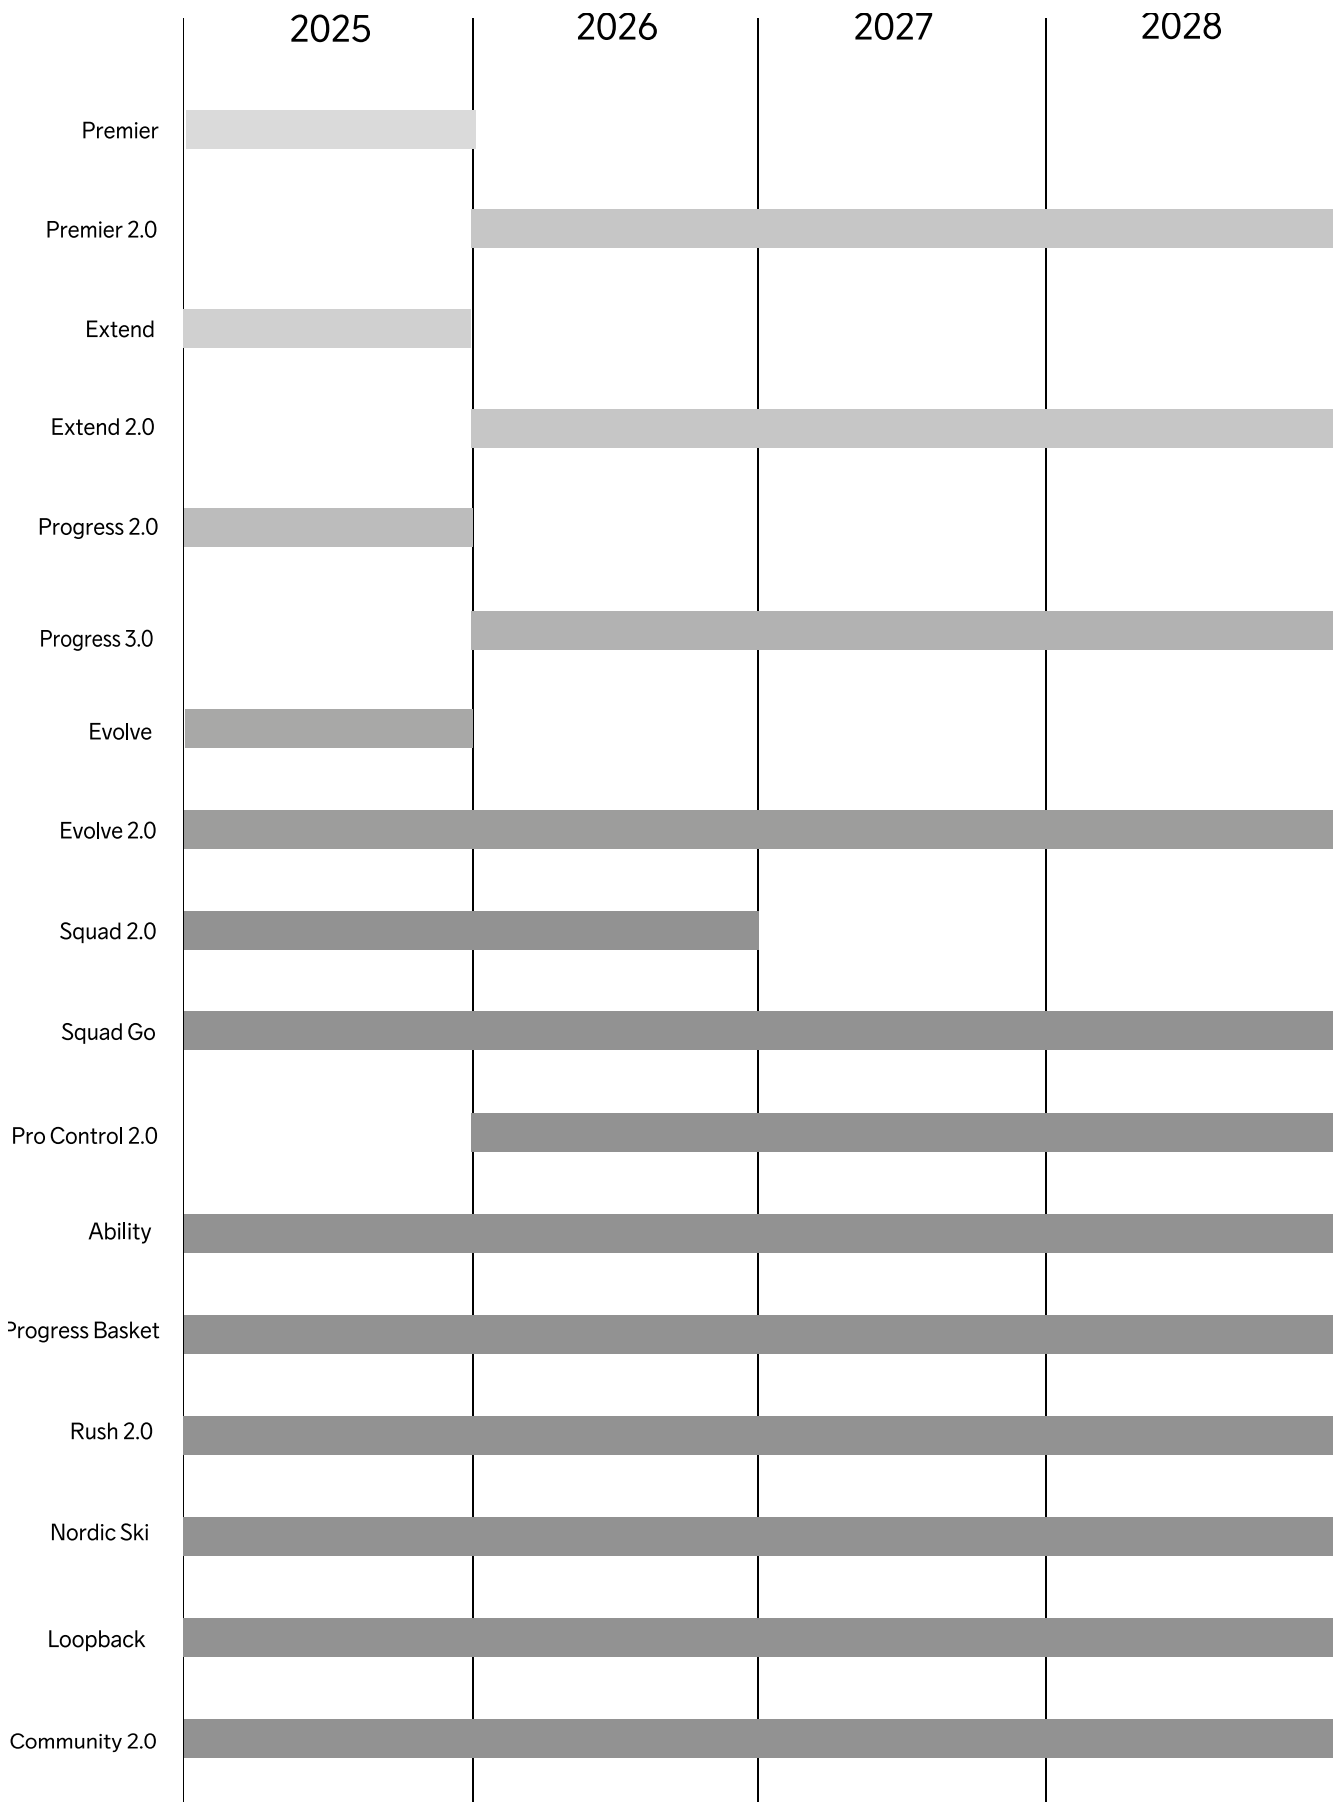 2025 2026 2027 2028
Premier
Premier 2.0
Extend
Extend 2.0
Progress 2.0
Progress 3.0
Evolve
Evolve 2.0
Squad 2.0
Squad Go
Pro Control 2.0
Ability
Progress Basket
Rush 2.0
Nordic Ski
Loopback
Community 2.0